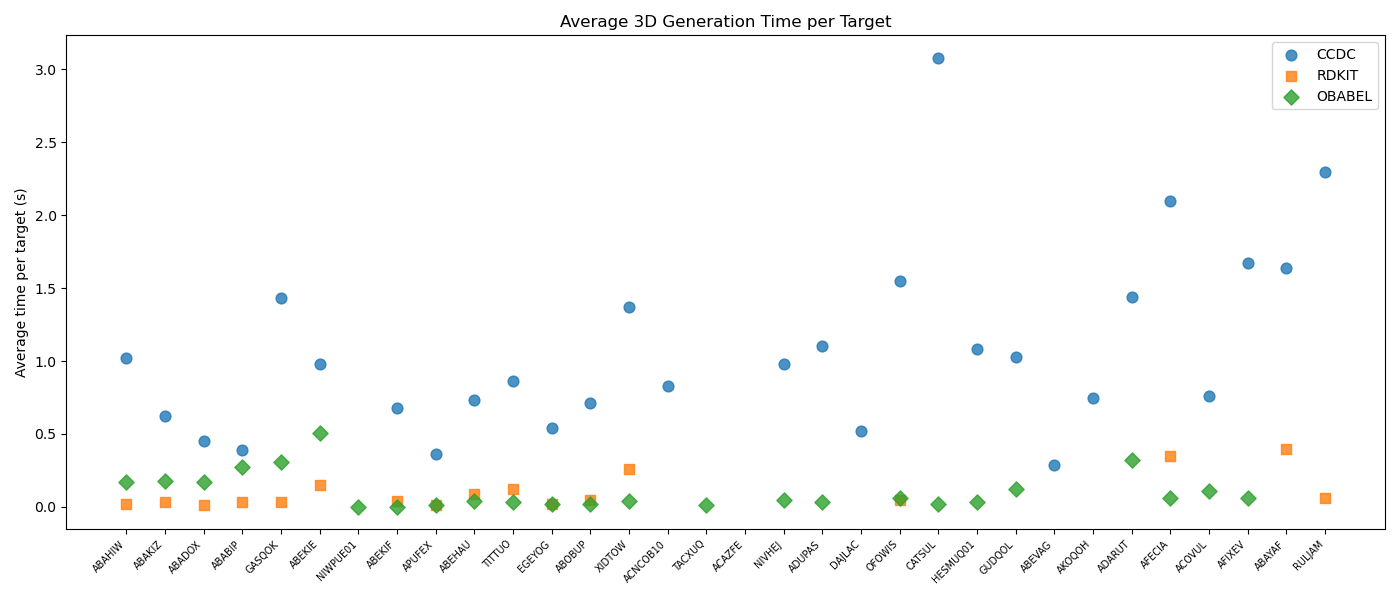 Average 3D Generation Time per Target
CCDC
RDKIT
OBABEL
Average time per target (s)
3.0
2.5
2.0
1.5
1.0
0.5
0.0
ABAHIW
ABAKIZ
ABADOX
ABABIP
GASQOK
ABEKIE
NIWPUE01
ABEKIF
APUFEX
ABEHAU
TITTUO
EGEYOG
ABOBUP
XIDTOW
ACNCOB10
TACXUQ
ACAZFE
NIVHEJ
ADUPAS
DAJLAC
OFOWIS
CATSUL
HESMUQ01
GUDQOL
ABEVAG
AKOQOH
ADARUT
AFECIA
ACOVUL
AFIXEV
ABAYAF
RULJAM